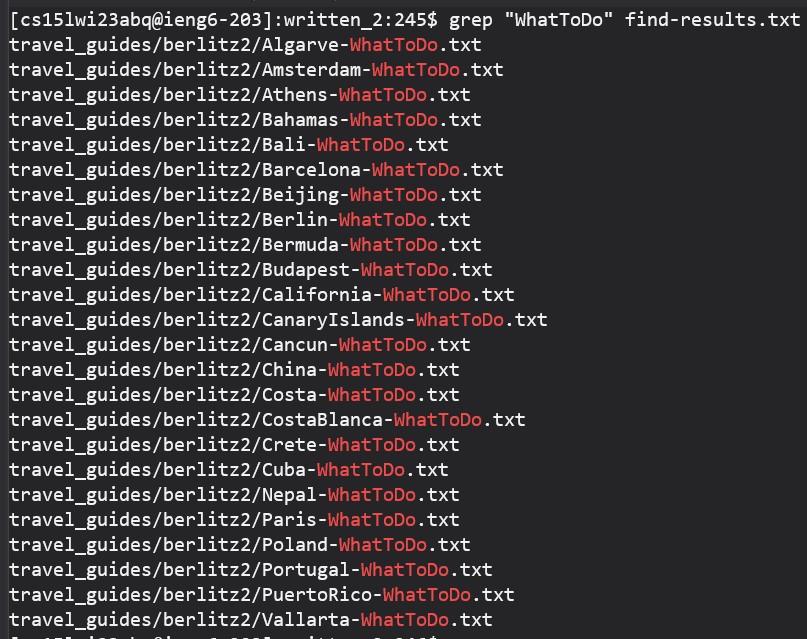 [cs15lwi23abq@ieng6-203]:written_2:245$ grep "WhatToDo" find-results.txt
travel_guides/berlitz2/Algarve-WhatToDo.txt
travel_guides/berlitz2/Amsterdam-WhatToDo.txt
travel_guides/berlitz2/Athens-WhatToDo.txt
travel_guides/berlitz2/Bahamas-WhatToDo.txt
travel_guides/berlitz2/Bali-WhatToDo.txt
travel_guides/berlitz2/Barcelona-WhatToDo.txt
travel_guides/berlitz2/Beijing-WhatToDo.txt
travel_guides/berlitz2/Berlin-WhatToDo.txt
travel_guides/berlitz2/Bermuda-WhatToDo.txt
travel_guides/berlitz2/Budapest-WhatToDo.txt
travel_guides/berlitz2/California-WhatToDo.txt
travel_guides/berlitz2/CanaryIslands-WhatToDo.txt
travel_guides/berlitz2/Cancun-WhatToDo.txt
travel_guides/berlitz2/China-WhatToDo.txt
travel_guides/berlitz2/Costa-WhatToDo.txt
travel_guides/berlitz2/CostaBlanca-WhatToDo.txt
travel_guides/berlitz2/Crete-WhatToDo.txt
travel_guides/berlitz2/Cuba-WhatToDo.txt
travel_guides/berlitz2/Nepal-WhatToDo.txt
travel_guides/berlitz2/Paris-WhatToDo.txt
travel_guides/berlitz2/Poland-WhatToDo.txt
travel_guides/berlitz2/Portugal-WhatToDo.txt
travel_guides/berlitz2/PuertoRico-WhatToDo.txt
travel_guides/berlitz2/Vallarta-WhatToDo.txt